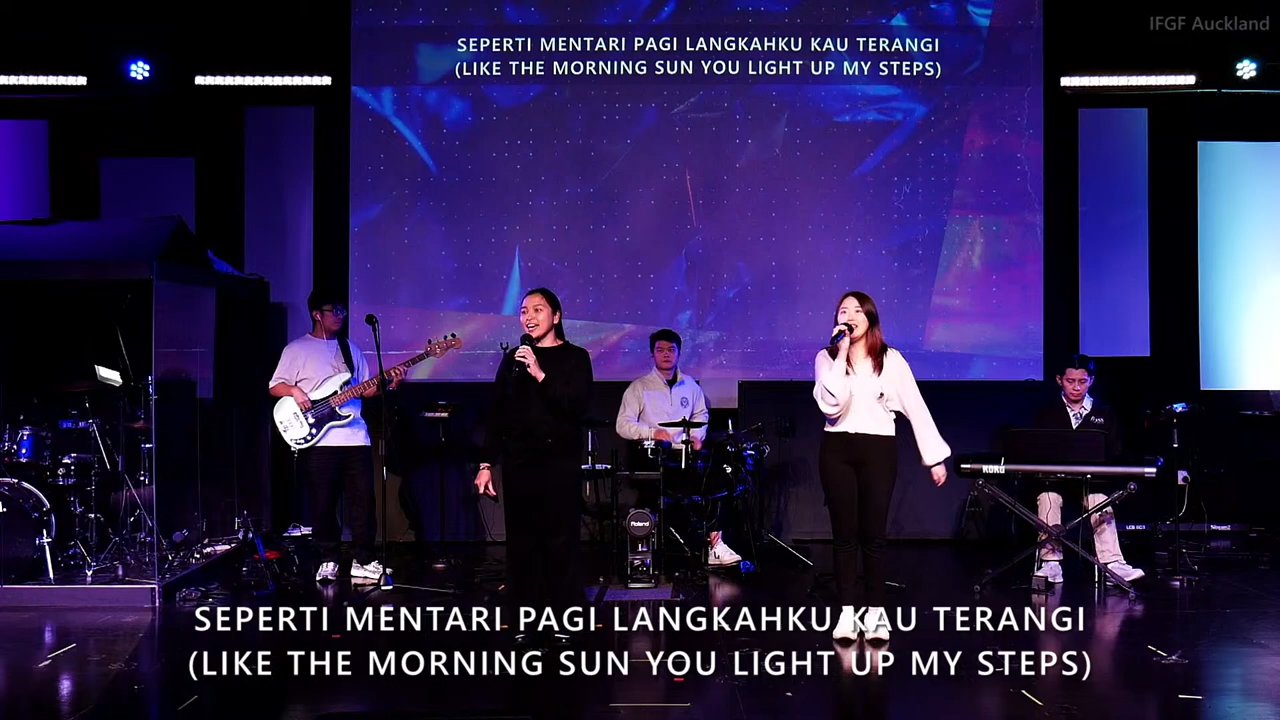 IFGF Auckland
SEPERTI MENTARI PAGI LANGKAHKU KAU TERANGI
(LIKE THE MORNING SUN YOU LIGHT UP MY STEPS)
KORG
Roland
SEPERTI MENTARI PAGI LANGKAHKU KAU TERANGI
(LIKE THE MORNING SUN YOU LIGHT UP MY STEPS)